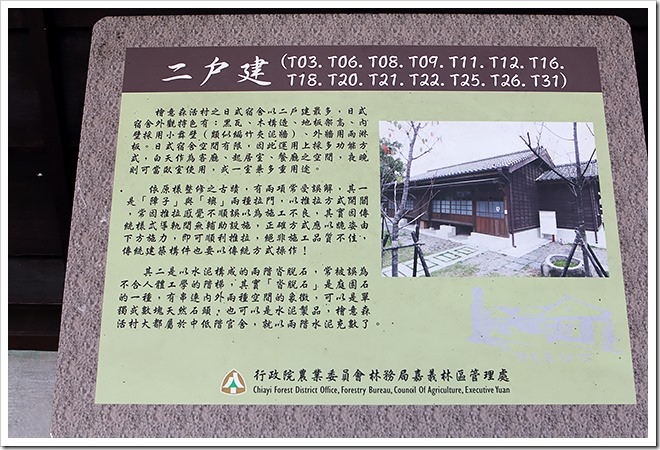 二戶建
(T03. T06. T08. T09. T11. T12. T16.
T18. T20. T21. T22. T25. T26. T31)
檜意森活村之日式宿舍以二戶建最多，日式
宿舍外觀特色有：黑瓦、木構造、地板架高、內
壁採用小舞壁（類似編竹夾泥牆）、外牆用雨淋
板。日式宿舍空間有限，因此運用上採多功能方
式，白天作為客廳、起居室、餐廳之空間，夜晚
則可當臥室使用，或一室兼多重用途。
依原樣整修之古蹟，有兩項常受誤解，其一
是「障子」與「襖」兩種拉門，以推拉方式開關
，常因推拉感覺不順誤以為施工不良，其實因傳
統樣式導軌間無輔助設施，正確方式應以跪姿由
下方施力，即可順利推拉，絕非施工品質不佳，
傳統建築構件也要以傳統方式操作！
其二是以水泥構成的兩階沓脫石，常被誤為
不合人體工學的階梯，其實「沓脫石」是庭園石
的一種，有串連內外兩種空間的象徵，可以是單
獨或數塊天然石頭，也可以是水泥製品，檜意森
活村大都屬於中低階官舍，就以兩階水泥充數了。
行政院農業委員會林務局嘉義林區管理處
Chiayi Forest District Office, Forestry Bureau, Council Of Agriculture, Executive Yuan